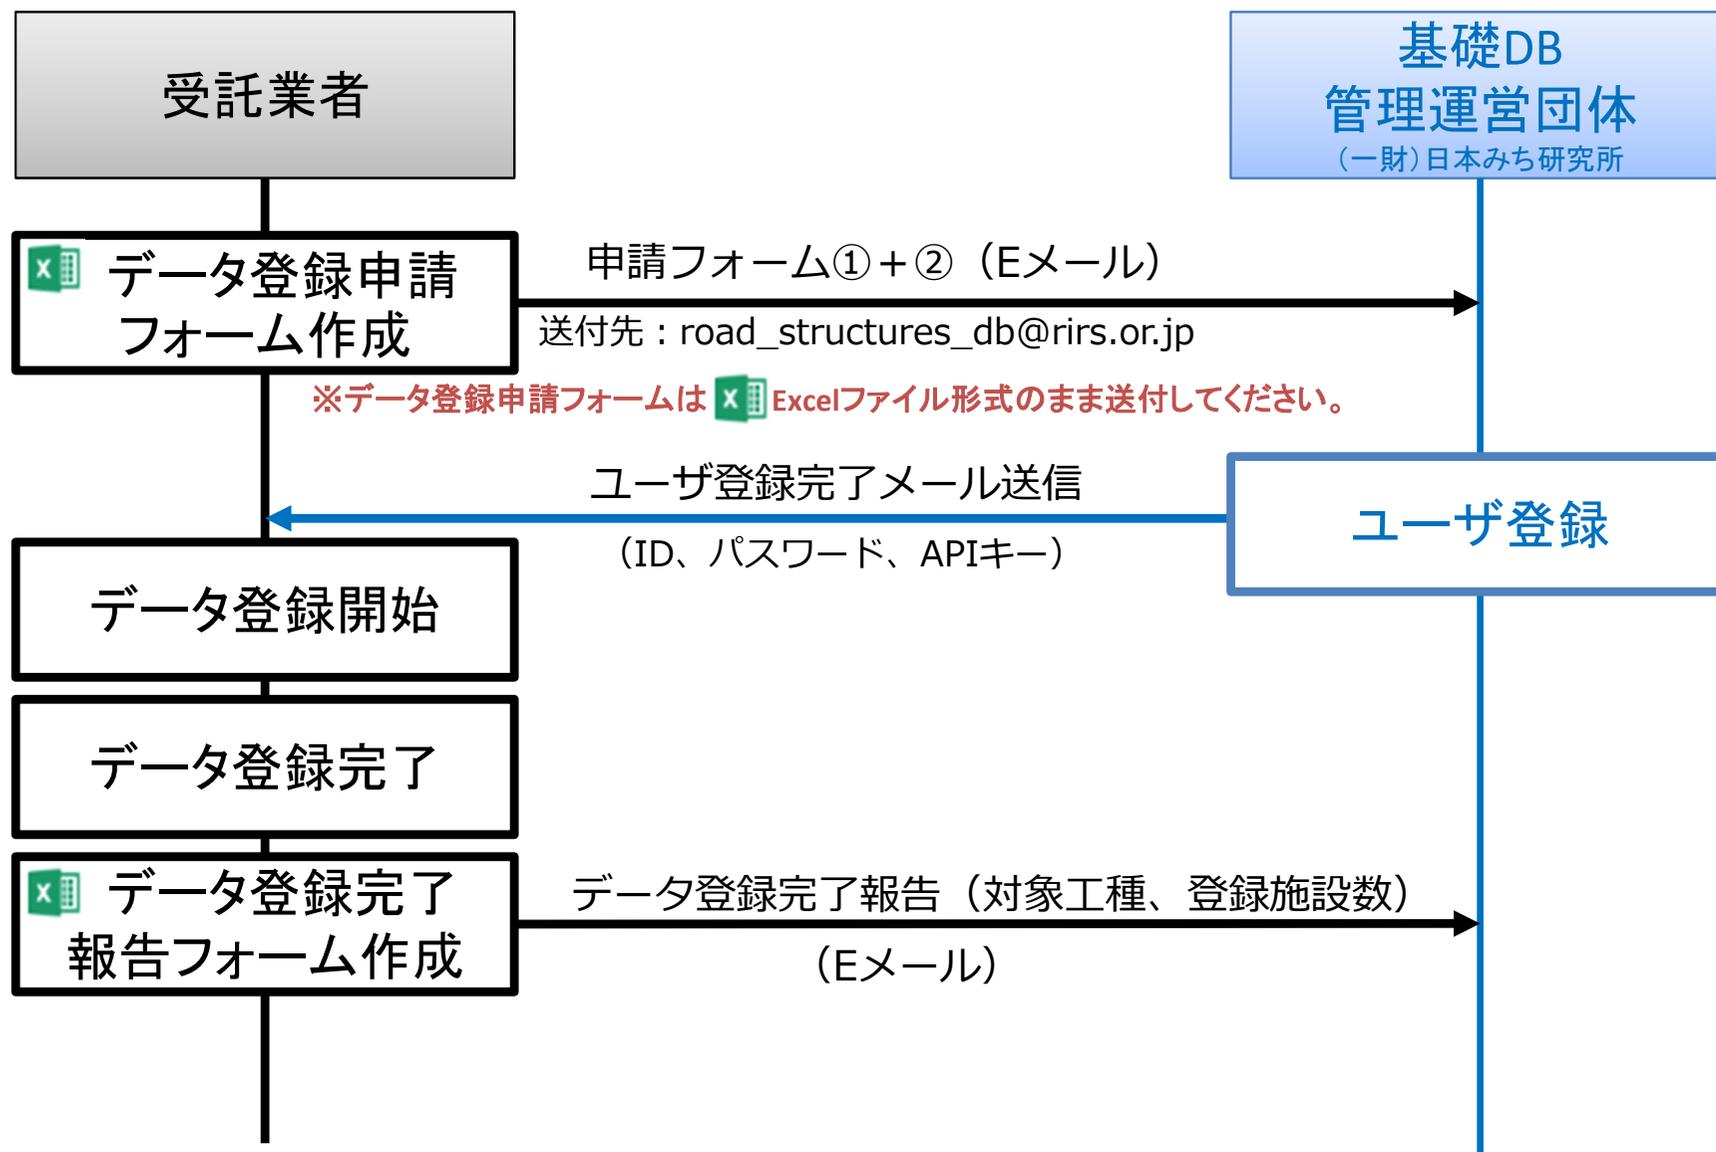 受託業者
基礎DB
管理運営団体
（一財）日本みち研究所
データ登録申請
フォーム作成
申請フォーム①＋②（Eメール）
送付先：road_structures_db@rirs.or.jp
※データ登録申請フォームは Excelファイル形式のまま送付してください。
ユーザ登録完了メール送信
（ID、パスワード、APIキー）
ユーザ登録
データ登録開始
データ登録完了
データ登録完了
報告フォーム作成
データ登録完了報告（対象工種、登録施設数）
（Eメール）